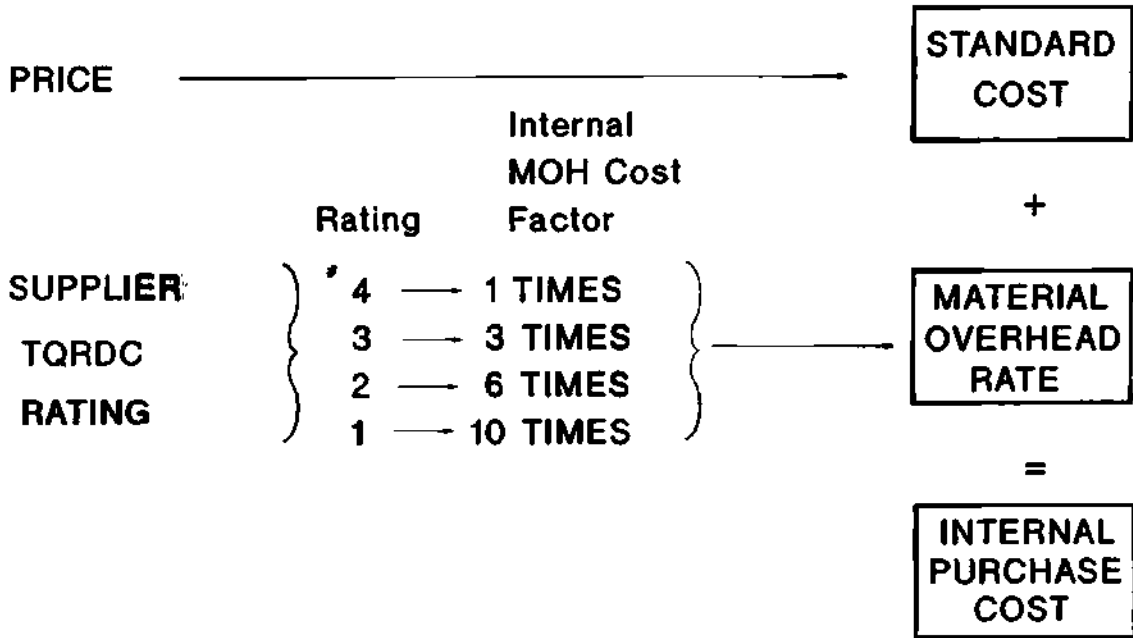 PRICE
STANDARD
COST
Internal
MOH Cost
Rating Factor
+
SUPPLIER
TQRDC
RATING
4 → 1 TIMES
3 → 3 TIMES
2 → 6 TIMES
1 → 10 TIMES
MATERIAL
OVERHEAD
RATE
=
INTERNAL
PURCHASE
COST